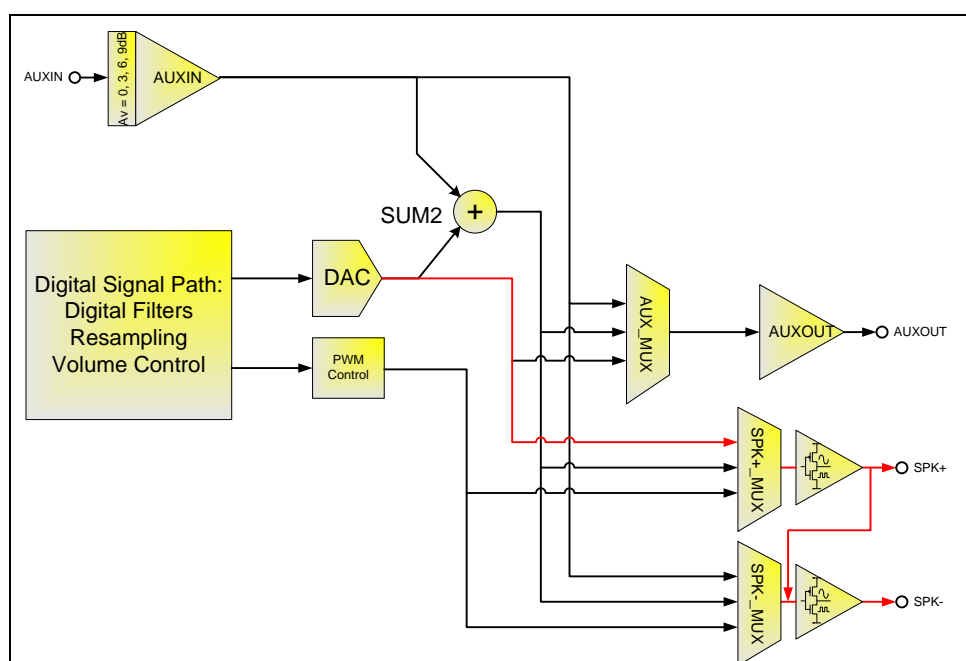 AUXIN
Av = 0, 3, 6, 9dB
AUXIN
SUM2
+
Digital Signal Path:
Digital Filters
Resampling
Volume Control
DAC
PWM
Control
AUX_MUX
AUXOUT
AUXOUT
SPK+_MUX
SPK+
SPK-_MUX
SPK-